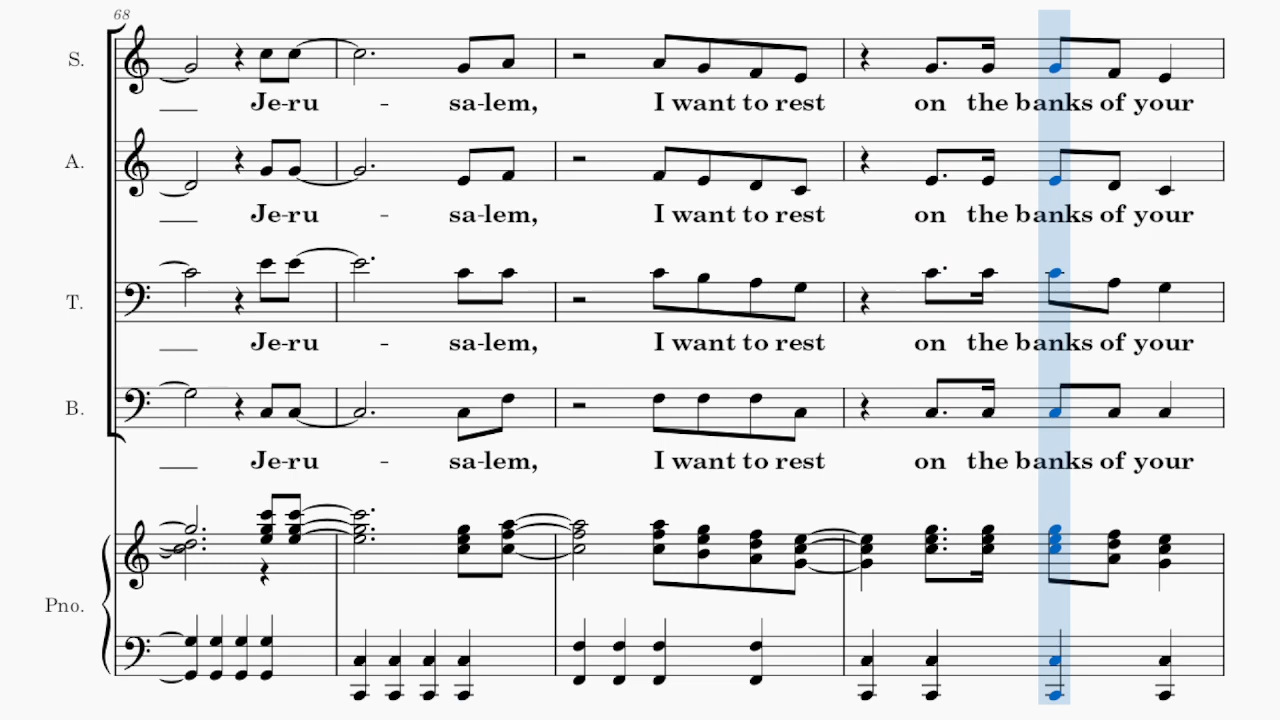 68
S.
Je-ru - sa-lem, I want to rest on the banks of your
A.
Je-ru - sa-lem, I want to rest on the banks of your
T.
Je-ru - sa-lem, I want to rest on the banks of your
B.
Je-ru - sa-lem, I want to rest on the banks of your
Pno.